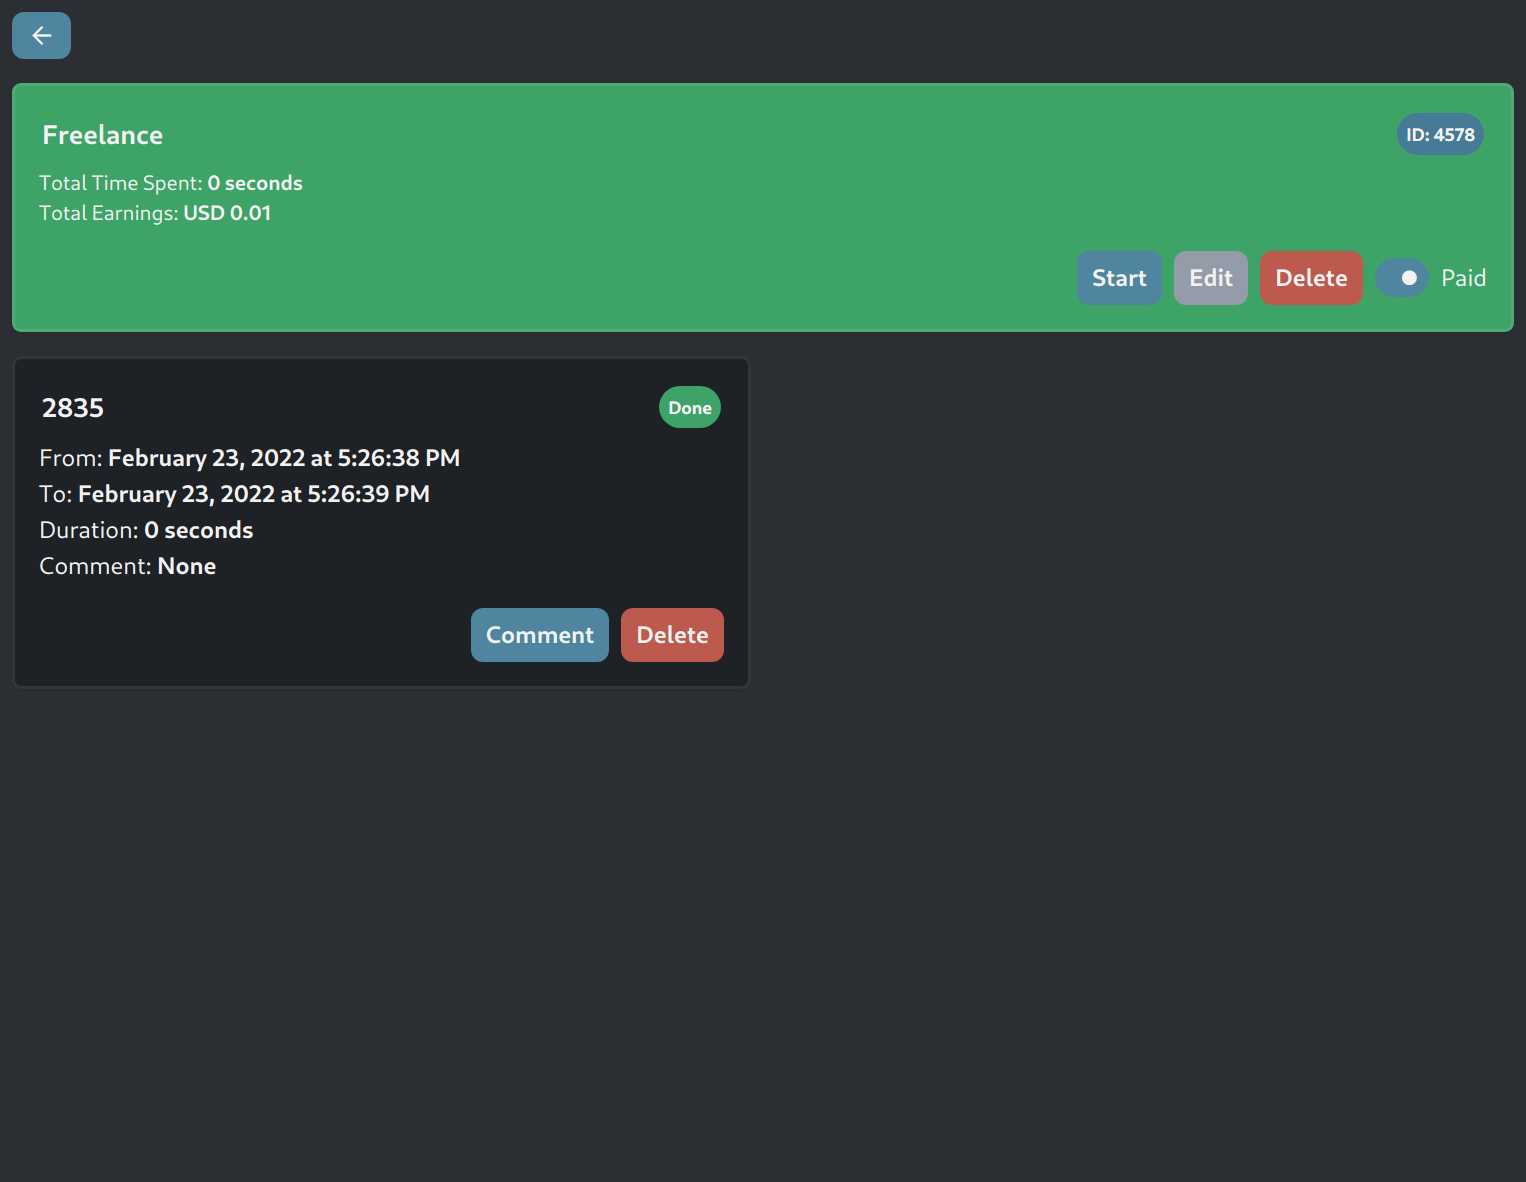 Freelance
ID: 4578
Total Time Spent: 0 seconds
Total Earnings: USD 0.01
Start Edit Delete Paid
2835
Done
From: February 23, 2022 at 5:26:38 PM
To: February 23, 2022 at 5:26:39 PM
Duration: 0 seconds
Comment: None
Comment Delete